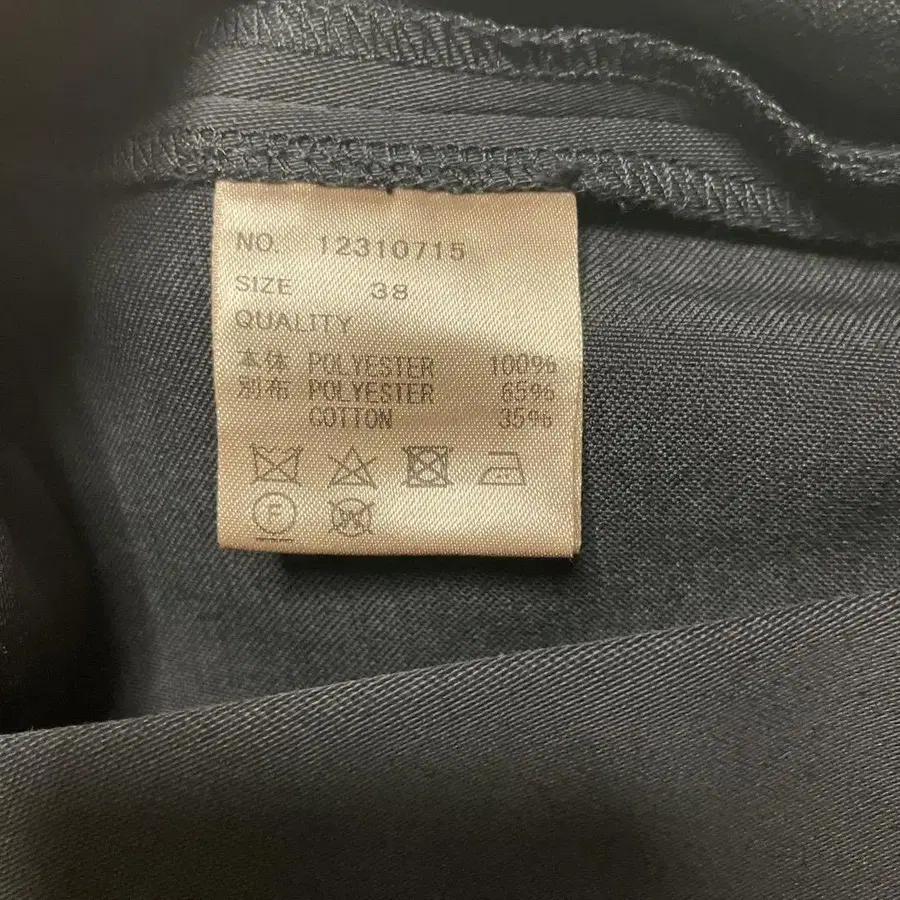 NO. 12310715
SIZE 38
QUALITY
本体 POLYESTER 100%
別布 POLYESTER 65%
COTTON 35%
F
W